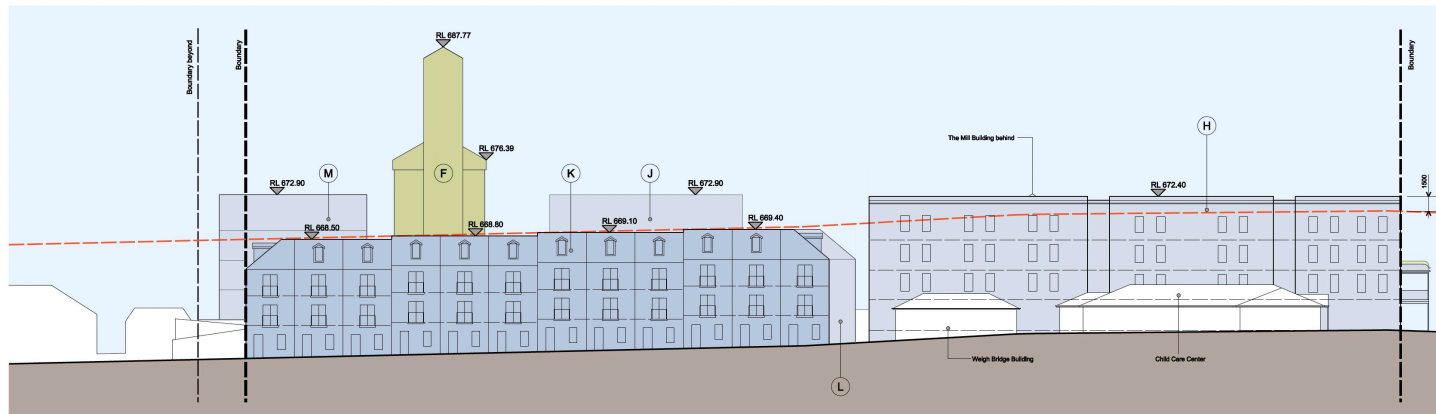 RL 687.77
Boundary beyond
Boundary
Boundary
RL 676.39
The Mill Building behind
H
M
F
K
J
RL 672.90
RL 672.90
RL 672.40
1500
RL 668.50
RL 668.80
RL 669.10
RL 669.40
Weigh Bridge Building
Child Care Center
L